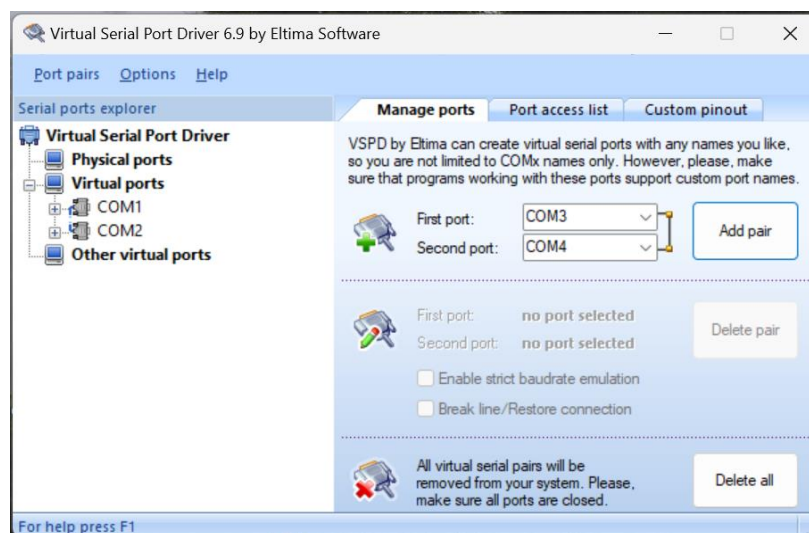 Virtual Serial Port Driver 6.9 by Eltima Software
Port pairs Options Help
Serial ports explorer
Virtual Serial Port Driver
Physical ports
Virtual ports
COM1
COM2
Other virtual ports
Manage ports Port access list Custom pinout
VSPD by Eltima can create virtual serial ports with any names you like,
so you are not limited to COMx names only. However, please, make
sure that programs working with these ports support custom port names.
First port: COM3
Second port: COM4
Add pair
First port: no port selected
Second port: no port selected
Delete pair
Enable strict baudrate emulation
Break line/Restore connection
All virtual serial pairs will be
removed from your system. Please,
make sure all ports are closed.
Delete all
For help press F1